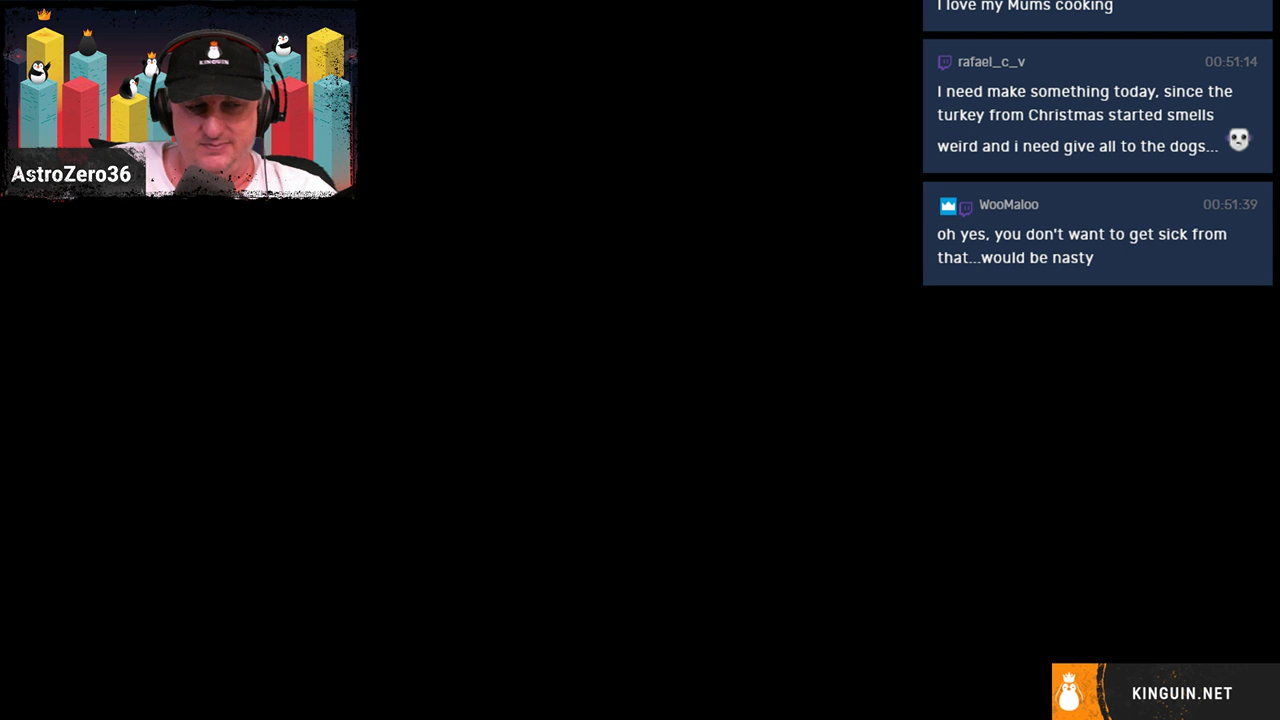 I love my Mums cooking
rafael_c_v 00:51:14
I need make something today, since the
turkey from Christmas started smells
weird and i need give all to the dogs...
WooMaloo 00:51:39
oh yes, you don't want to get sick from
that...would be nasty
KINGUIN
AstroZero36
KINGUIN.NET